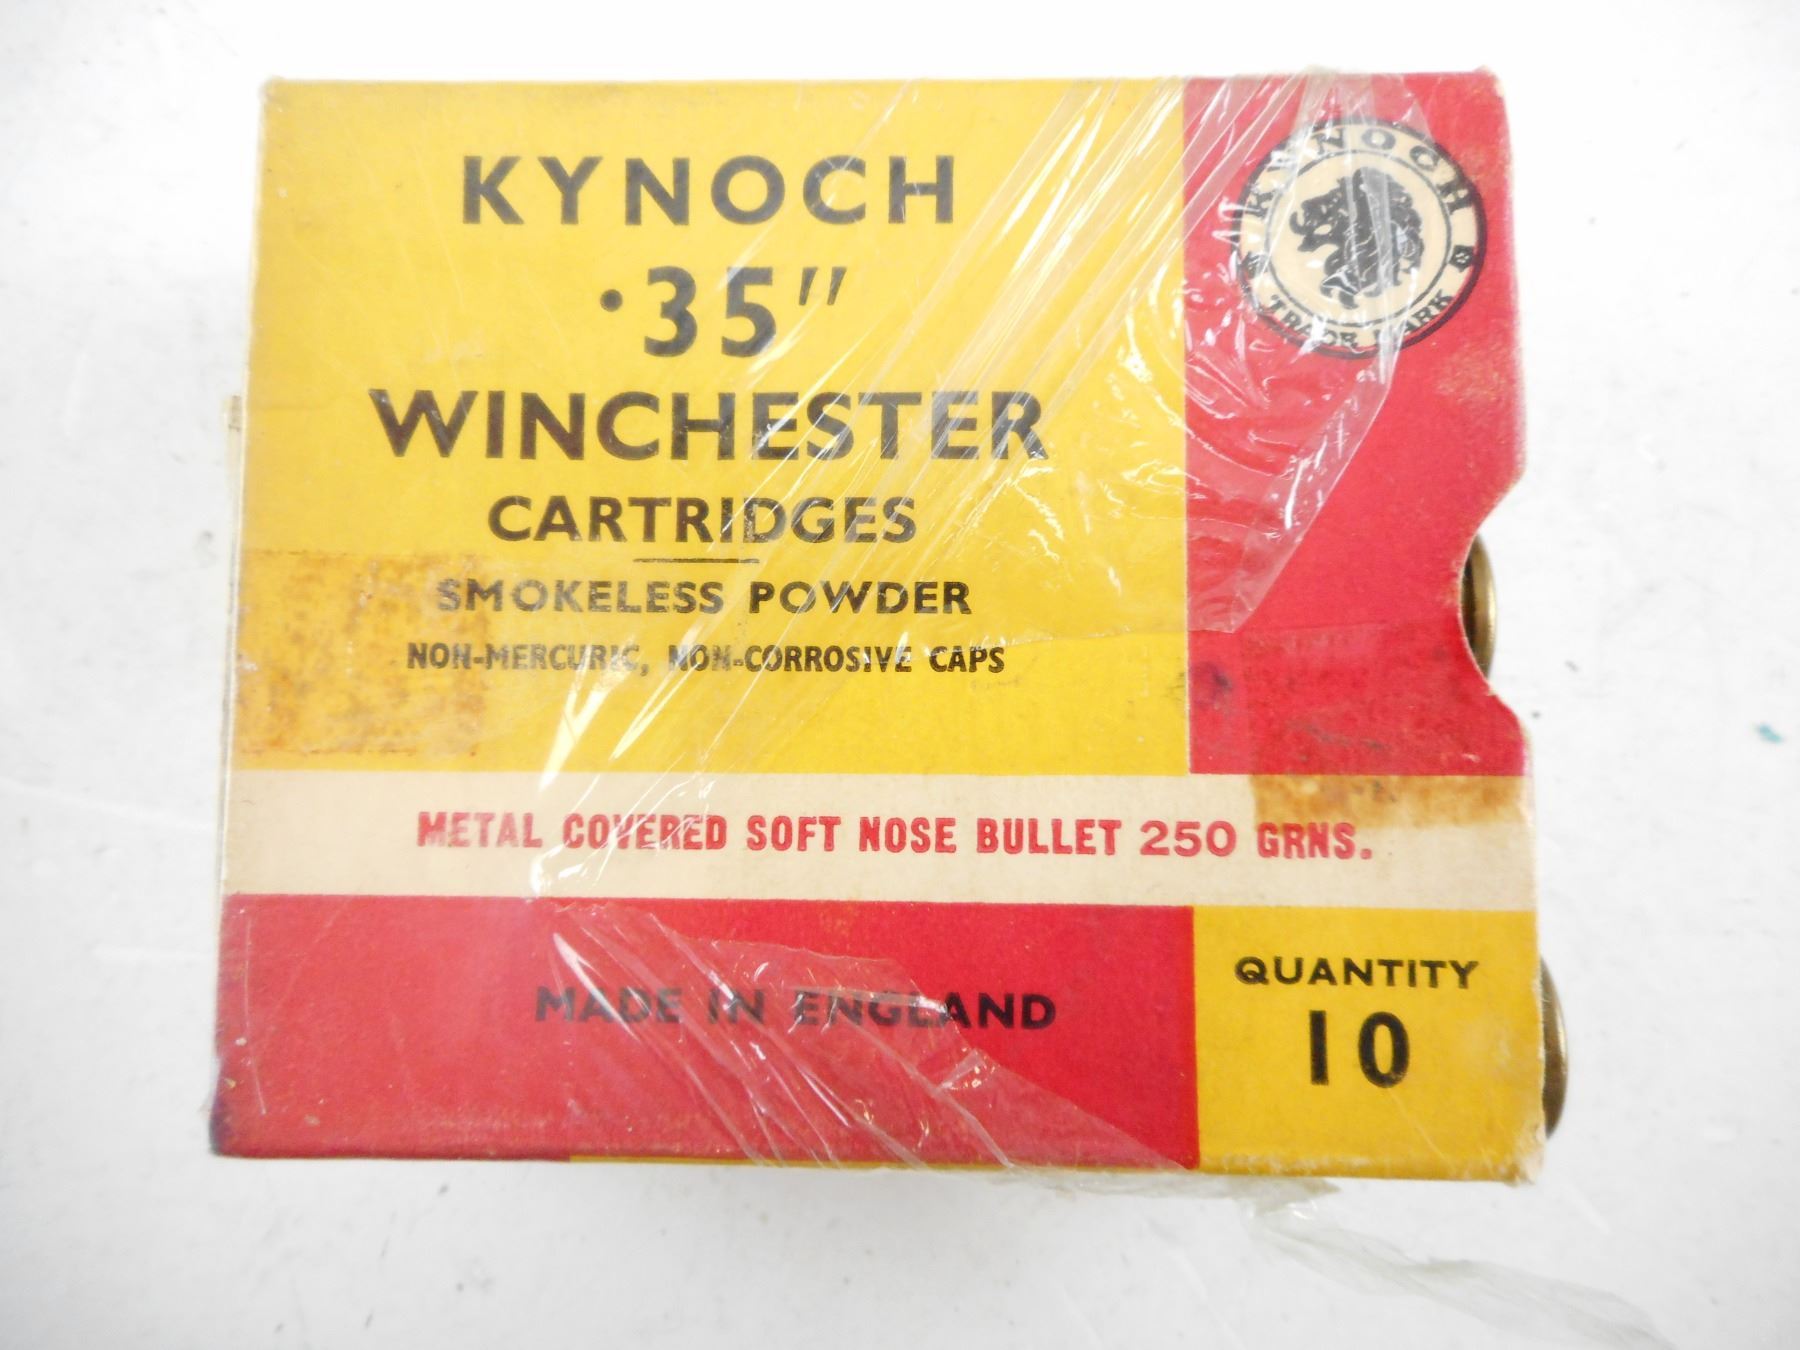 KYNOCH
·35"
WINCHESTER
CARTRIDGES
SMOKELESS POWDER
NON-MERCURIC, NON-CORROSIVE CAPS
KYNOCH
TRADE MARK
METAL COVERED SOFT NOSE BULLET 250 GRNS.
MADE IN ENGLAND
QUANTITY
10